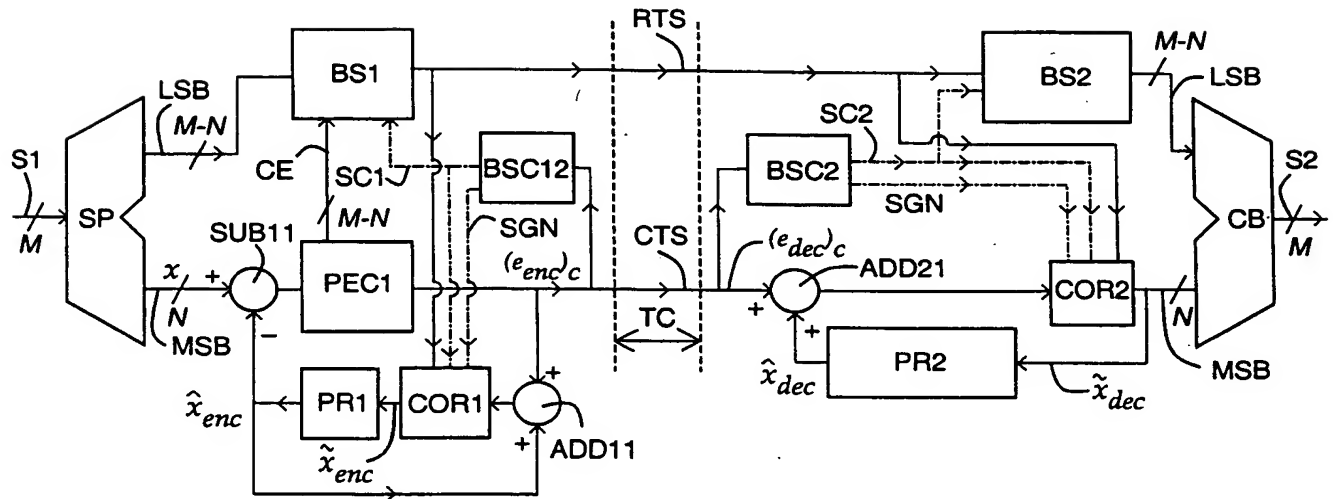 RTS
M-N
BS1
BS2
LSB
LSB
M-N
SC2
S1
CE
SC1
BSC12
BSC2
S2
SP
M-N
SGN
SGN
CB
M
SUB11
CTS
M
x
+
PEC1
(e_enc)_c
(e_dec)_c
ADD21
N
+
COR2
N
MSB
−
TC
+
MSB
+
x̂_enc
PR1
COR1
x̂_dec
PR2
x̃_dec
+
x̃_enc
ADD11